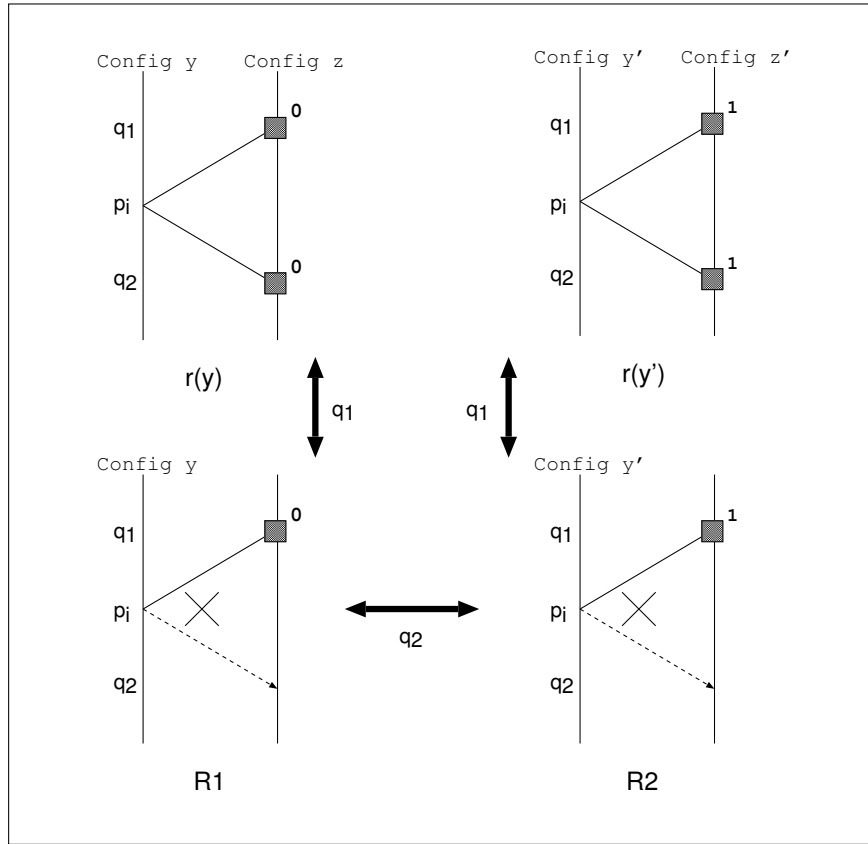 Config y Config z Config y' Config z'
0 1
q1 q1
pi pi
0 1
q2 q2
r(y) r(y')
q1 q1
Config y Config y'
0 1
q1 q1
pi pi
q2
q2 q2
R1 R2